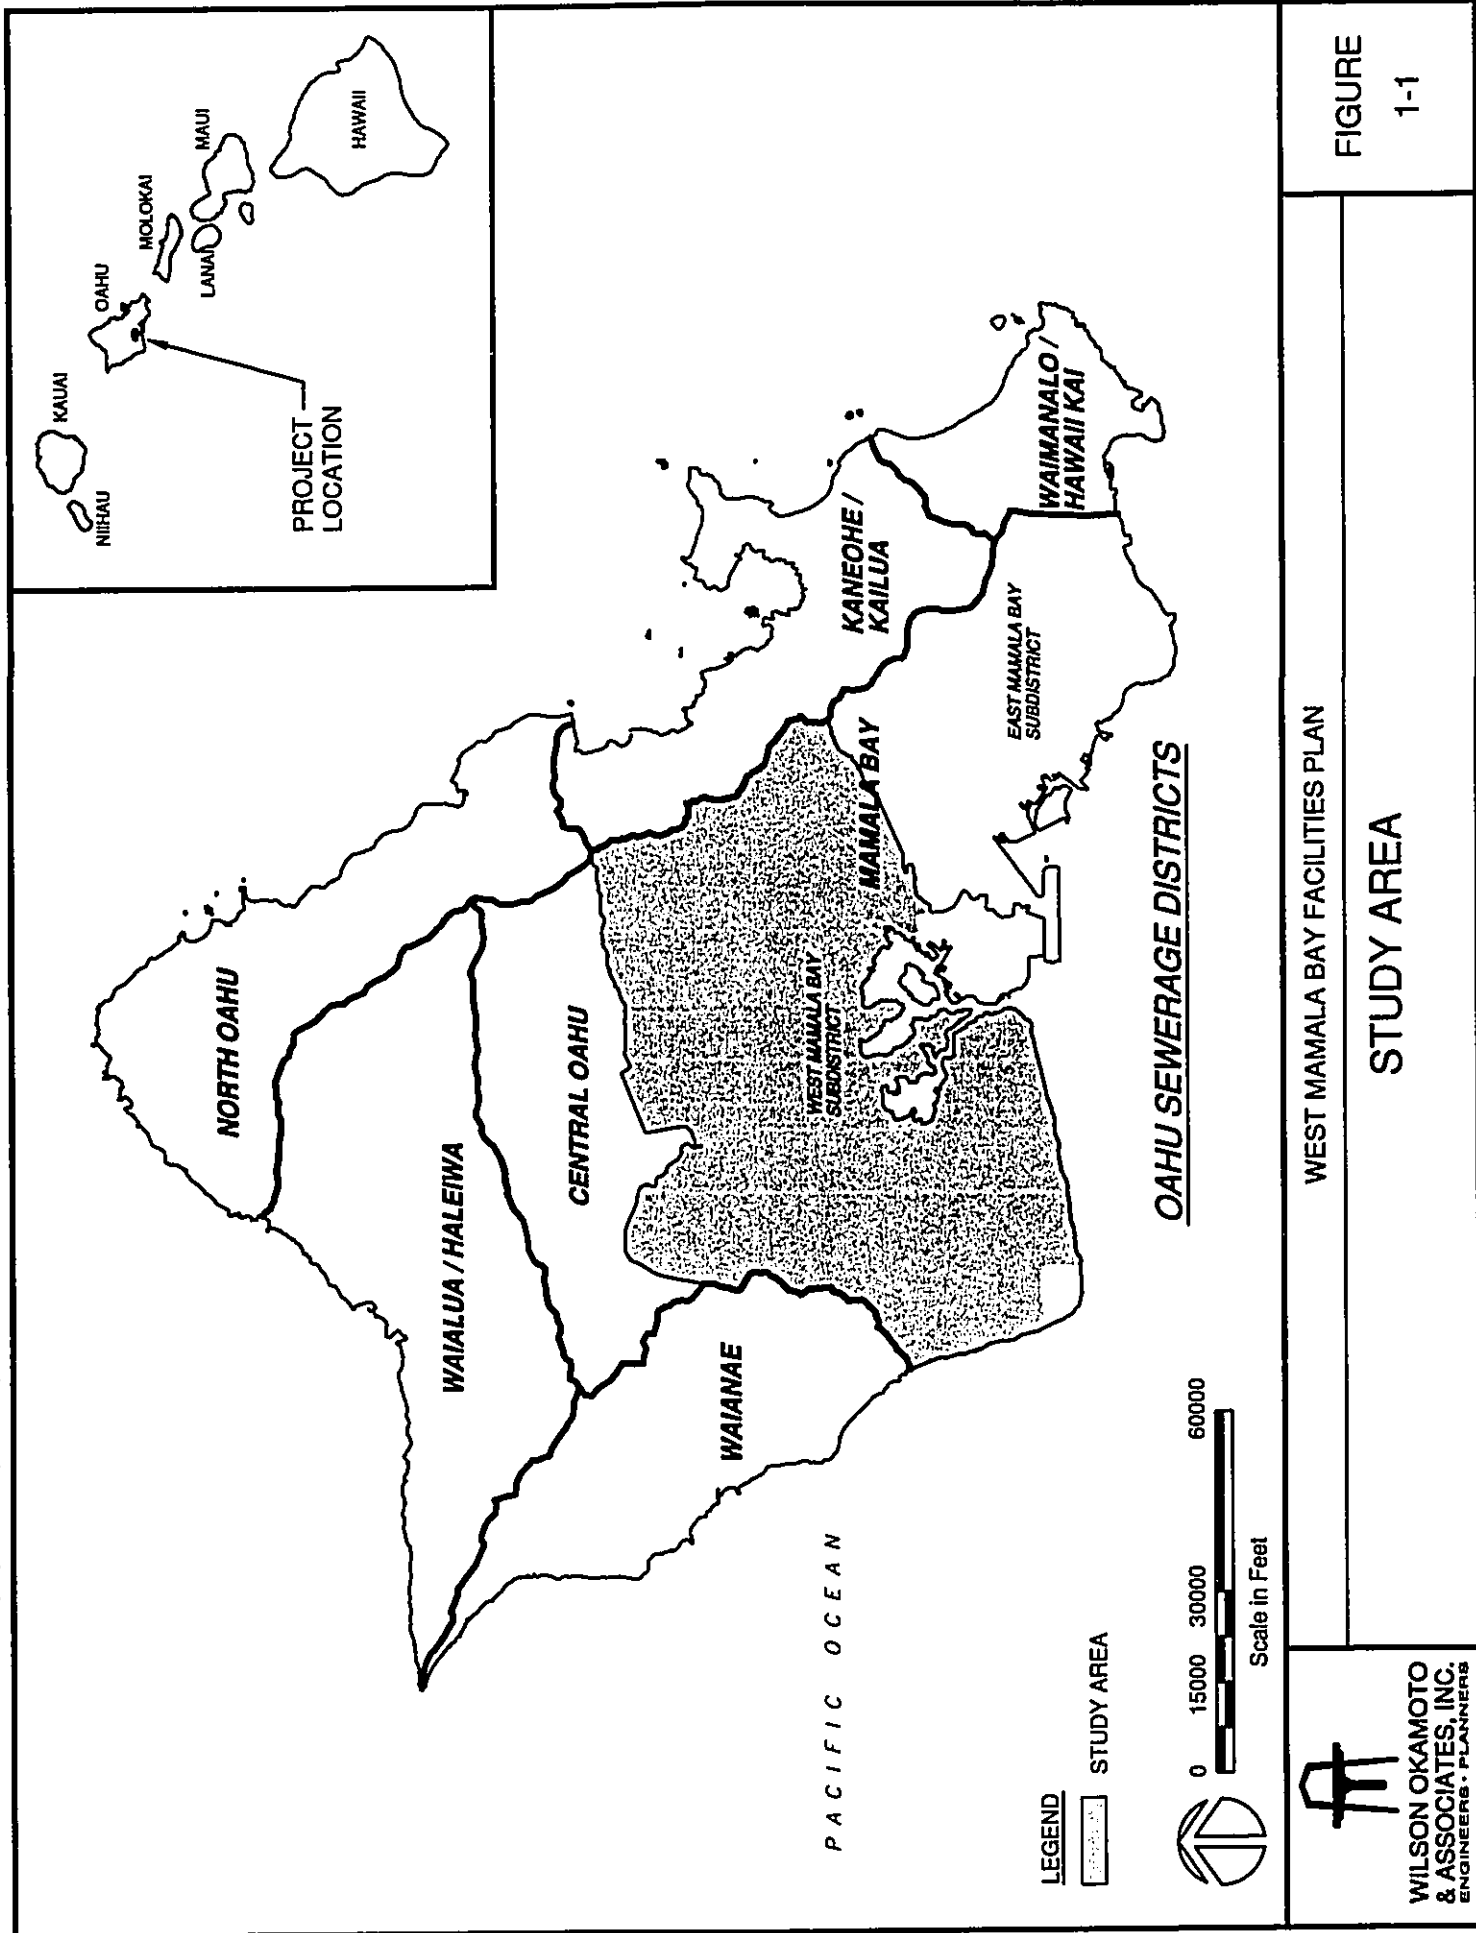 KAUAI
NIIHAU
OAHU
MOLOKAI
LANAI
MAUI
HAWAII
PROJECT
LOCATION
NORTH OAHU
WAIALUA / HALEIWA
CENTRAL OAHU
WAIANAE
KANEOHE /
KAILUA
WAIMANALO /
HAWAII KAI
MAMALA BAY
WEST MAMALA BAY
SUBDISTRICT
EAST MAMALA BAY
SUBDISTRICT
PACIFIC OCEAN
OAHU SEWERAGE DISTRICTS
LEGEND
STUDY AREA
0 15000 30000 60000
Scale in Feet
WILSON OKAMOTO
& ASSOCIATES, INC.
ENGINEERS • PLANNERS
WEST MAMALA BAY FACILITIES PLAN
STUDY AREA
FIGURE
1-1